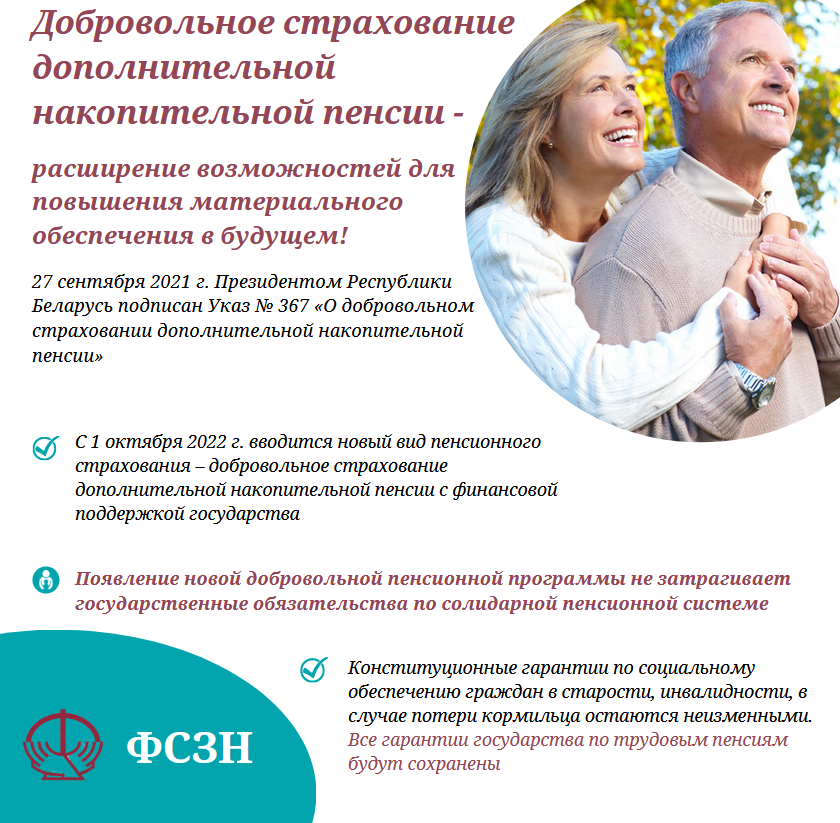 Добровольное страхование
дополнительной
накопительной пенсии -
расширение возможностей для
повышения материального
обеспечения в будущем!
27 сентября 2021 г. Президентом Республики
Беларусь подписан Указ № 367 «О добровольном
страховании дополнительной накопительной
пенсии»
С 1 октября 2022 г. вводится новый вид пенсионного
страхования – добровольное страхование
дополнительной накопительной пенсии с финансовой
поддержкой государства
Появление новой добровольной пенсионной программы не затрагивает
государственные обязательства по солидарной пенсионной системе
Конституционные гарантии по социальному
обеспечению граждан в старости, инвалидности, в
случае потери кормильца остаются неизменными.
Все гарантии государства по трудовым пенсиям
будут сохранены
ФСЗН